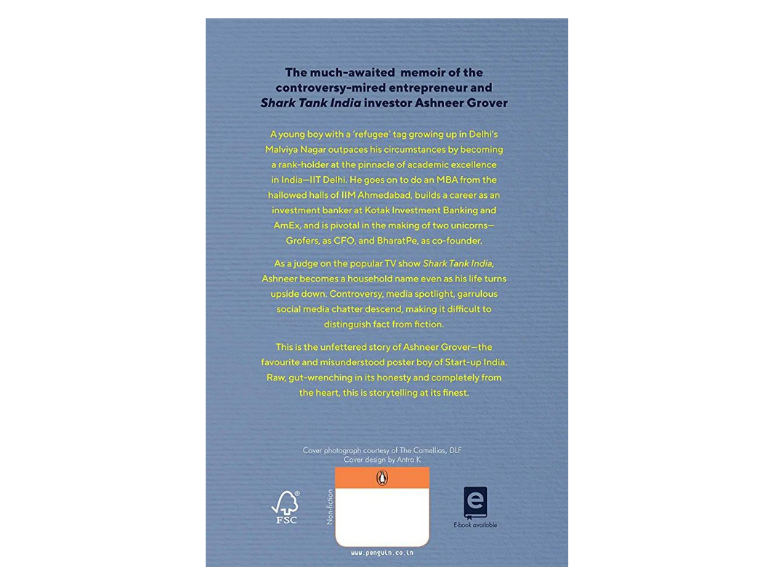 The much-awaited memoir of the
controversy-mired entrepreneur and
Shark Tank India investor Ashneer Grover
A young boy with a 'refugee' tag growing up in Delhi's
Malviya Nagar outpaces his circumstances by becoming
a rank-holder at the pinnacle of academic excellence
in India—IIT Delhi. He goes on to do an MBA from the
hallowed halls of IIM Ahmedabad, builds a career as an
investment banker at Kotak Investment Banking and
AmEx, and is pivotal in the making of two unicorns—
Grofers, as CFO, and BharatPe, as co-founder.
As a judge on the popular TV show Shark Tank India,
Ashneer becomes a household name even as his life turns
upside down. Controversy, media spotlight, garrulous
social media chatter descend, making it difficult to
distinguish fact from fiction.
This is the unfettered story of Ashneer Grover—the
favourite and misunderstood poster boy of Start-up India.
Raw, gut-wrenching in its honesty and completely from
the heart, this is storytelling at its finest.
Cover photograph courtesy of The Camellias, DLF
Cover design by Antra K
Non-fiction
FSC®
e
E-book available
www.penguin.co.in